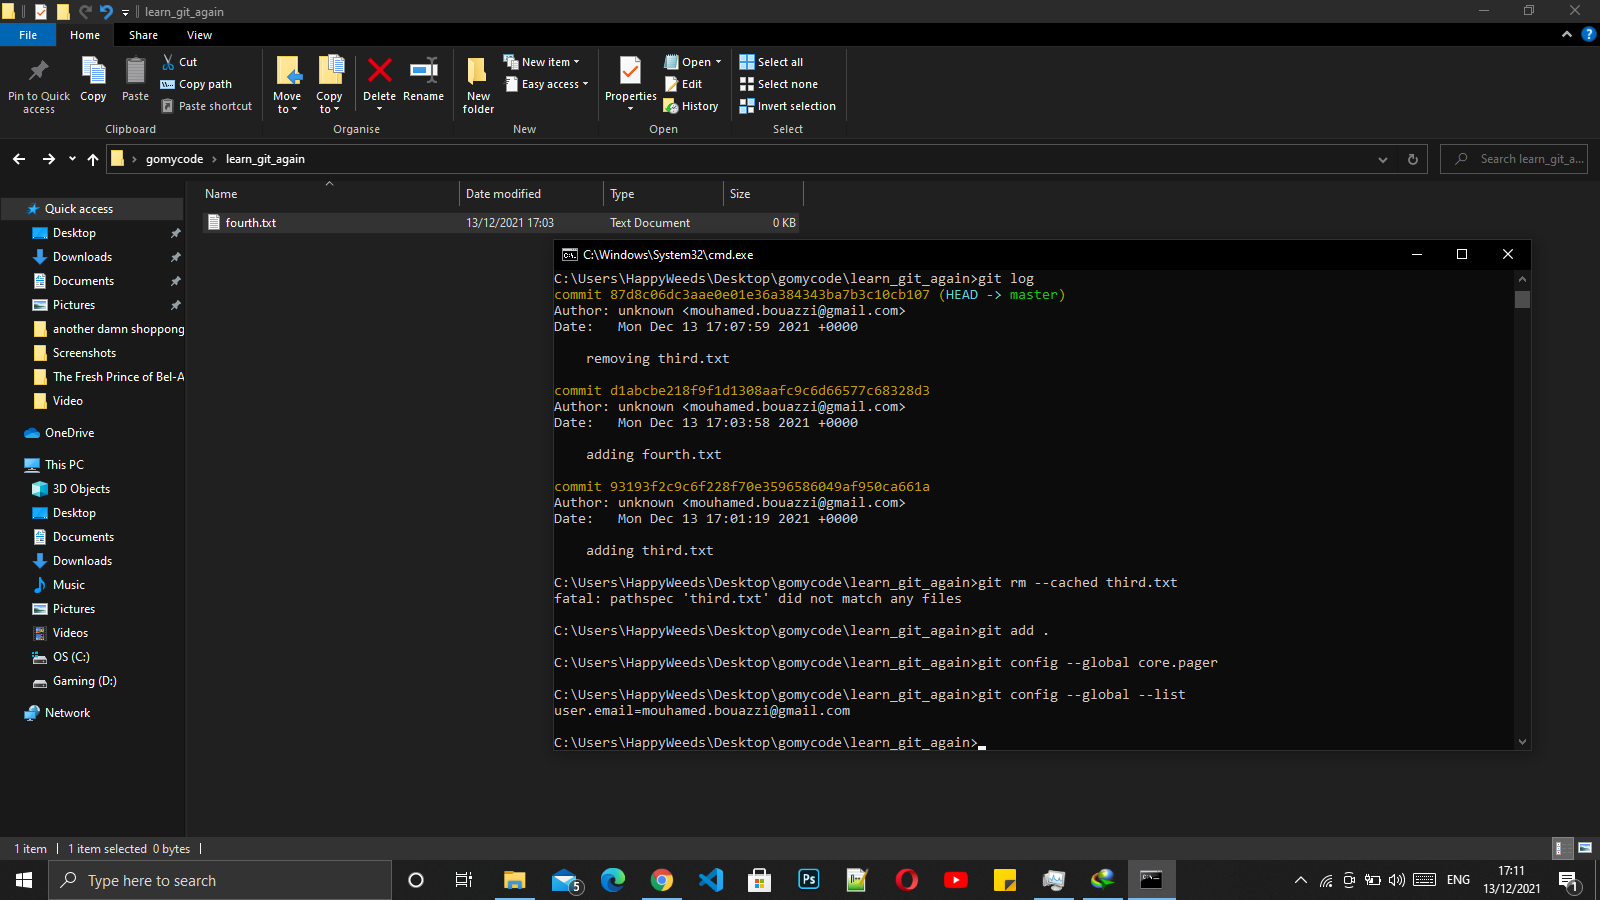 learn_git_again
File Home Share View
Pin to Quick access
Copy
Paste
Cut
Copy path
Paste shortcut
Clipboard
Move to
Copy to
Delete
Rename
Organise
New folder
New item
Easy access
New
Properties
Open
Edit
History
Open
Select all
Select none
Invert selection
Select
gomycode › learn_git_again
Search learn_git_a...
Name Date modified Type Size
fourth.txt 13/12/2021 17:03 Text Document 0 KB
Quick access
Desktop
Downloads
Documents
Pictures
another damn shoppong
Screenshots
The Fresh Prince of Bel-A
Video
OneDrive
This PC
3D Objects
Desktop
Documents
Downloads
Music
Pictures
Videos
OS (C:)
Gaming (D:)
Network
C:\Windows\System32\cmd.exe
C:\Users\HappyWeeds\Desktop\gomycode\learn_git_again>git log
commit 87d8c06dc3aae0e01e36a384343ba7b3c10cb107 (HEAD -> master)
Author: unknown <mouhamed.bouazzi@gmail.com>
Date:   Mon Dec 13 17:07:59 2021 +0000
removing third.txt
commit d1abcbe218f9f1d1308aafc9c6d66577c68328d3
Author: unknown <mouhamed.bouazzi@gmail.com>
Date:   Mon Dec 13 17:03:58 2021 +0000
adding fourth.txt
commit 93193f2c9c6f228f70e3596586049af950ca661a
Author: unknown <mouhamed.bouazzi@gmail.com>
Date:   Mon Dec 13 17:01:19 2021 +0000
adding third.txt
C:\Users\HappyWeeds\Desktop\gomycode\learn_git_again>git rm --cached third.txt
fatal: pathspec 'third.txt' did not match any files
C:\Users\HappyWeeds\Desktop\gomycode\learn_git_again>git add .
C:\Users\HappyWeeds\Desktop\gomycode\learn_git_again>git config --global core.pager
C:\Users\HappyWeeds\Desktop\gomycode\learn_git_again>git config --global --list
user.email=mouhamed.bouazzi@gmail.com
C:\Users\HappyWeeds\Desktop\gomycode\learn_git_again>
1 item 1 item selected 0 bytes
Type here to search
5
Ps
ENG
17:11
13/12/2021
1